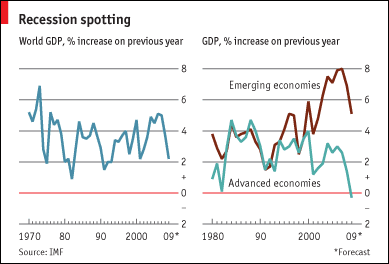 Recession spotting
World GDP, % increase on previous year
GDP, % increase on previous year
8
6
4
2
+
0
–
2
1970 80 90 2000 09*
8
Emerging economies
6
4
2
Advanced economies
+
0
–
2
1980 90 2000 09*
Source: IMF
*Forecast